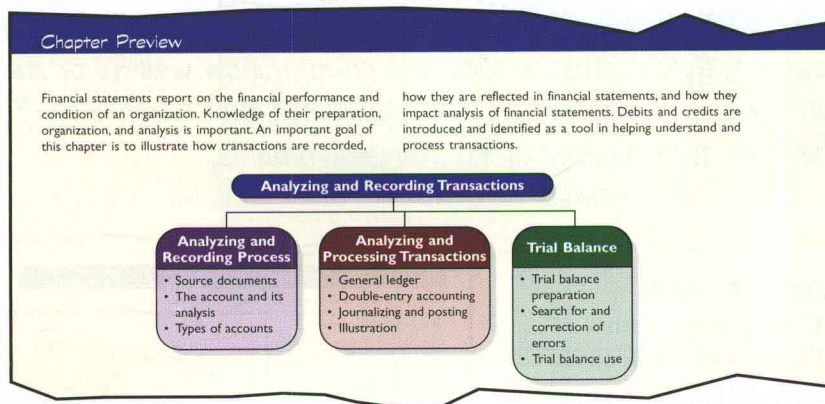 Chapter Preview
Financial statements report on the financial performance and
condition of an organization. Knowledge of their preparation,
organization, and analysis is important. An important goal of
this chapter is to illustrate how transactions are recorded,
how they are reflected in financial statements, and how they
impact analysis of financial statements. Debits and credits are
introduced and identified as a tool in helping understand and
process transactions.
Analyzing and Recording Transactions
Analyzing and
Recording Process
• Source documents
• The account and its
analysis
• Types of accounts
Analyzing and
Processing Transactions
• General ledger
• Double-entry accounting
• Journalizing and posting
• Illustration
Trial Balance
• Trial balance
preparation
• Search for and
correction of
errors
• Trial balance use